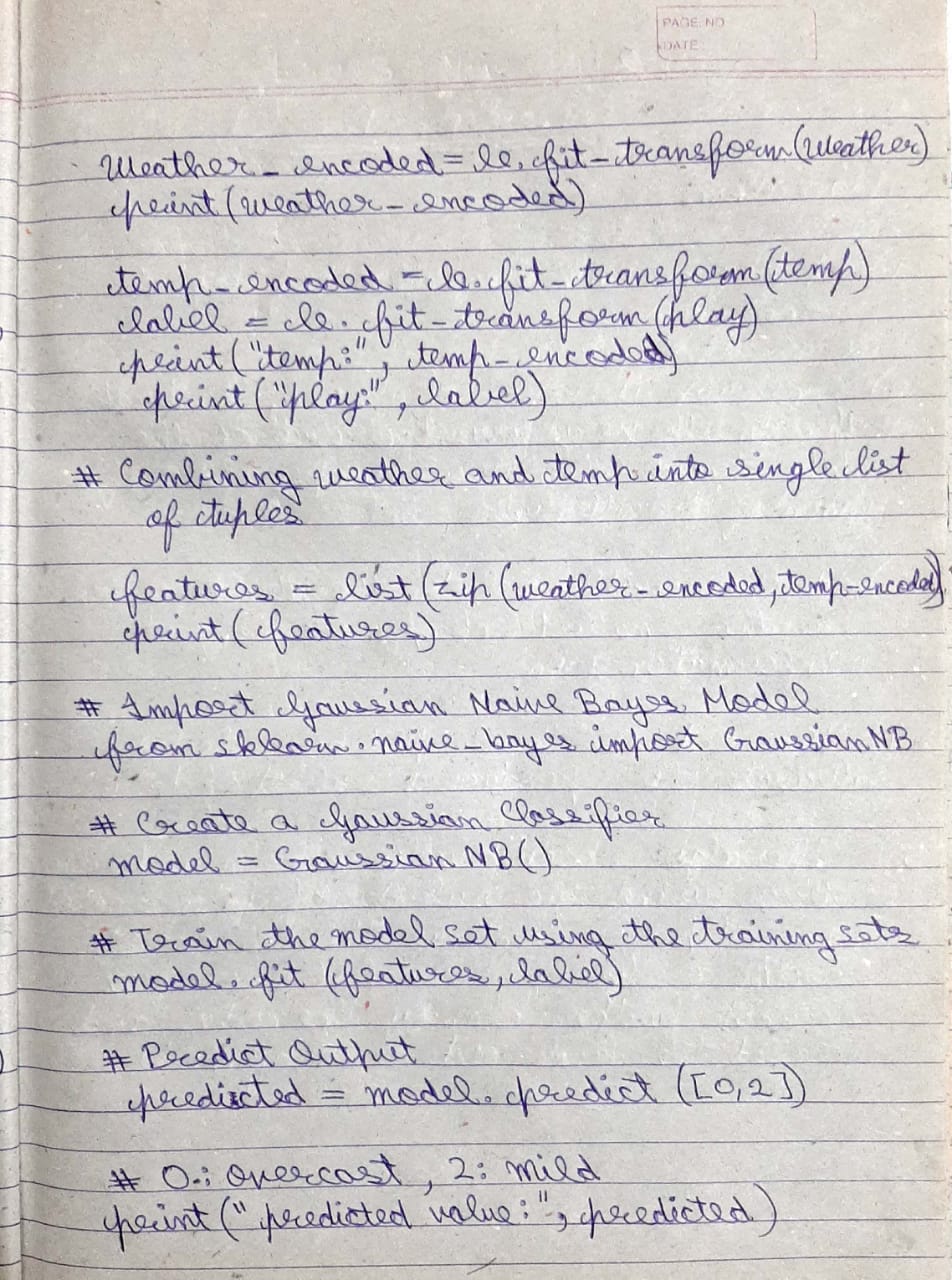 PAGE NO
DATE
Weather_encoded = le.fit_transform(weather)
print(weather_encoded)
temp_encoded = le.fit_transform(temp)
label = le.fit_transform(play)
print("temp:", temp_encoded)
print("play:", label)
# Combining weather and temp into single list
of tuples
features = list(zip(weather_encoded, temp_encoded)
print(features)
# Import Gaussian Naive Bayes Model
from sklearn.naive_bayes import GaussianNB
# Create a Gaussian Classifier
model = GaussianNB()
# Train the model set using the training sets
model.fit(features, label)
# Predict Output
predicted = model.predict([0,2])
# 0: overcast, 2: mild
print("predicted value:", predicted)